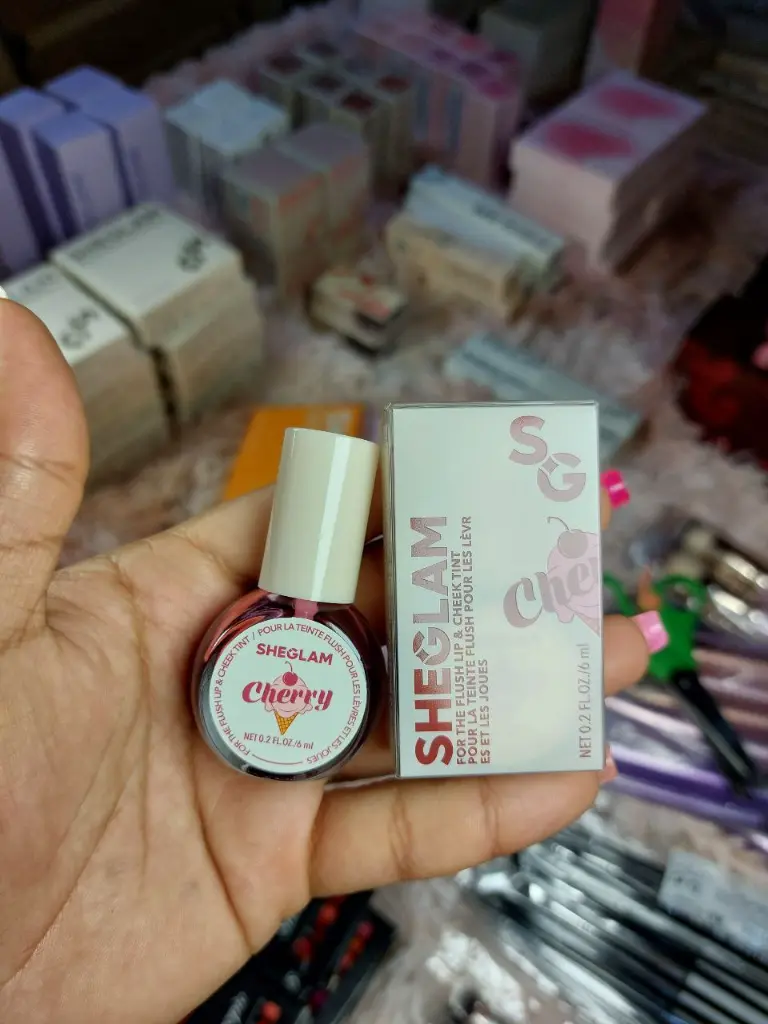 SHEGLAM
Cherry
NET 0.2 FL.OZ./6 ml
FOR THE FLUSH LIP & CHEEK TINT / POUR LA TEINTE FLUSH POUR LES LÈVRES ET LES JOUES
SG
SHEGLAM
FOR THE FLUSH LIP & CHEEK TINT
POUR LA TEINTE FLUSH POUR LES LÈVR
ES ET LES JOUES
Cher
NET 0.2 FL.OZ./6 ml